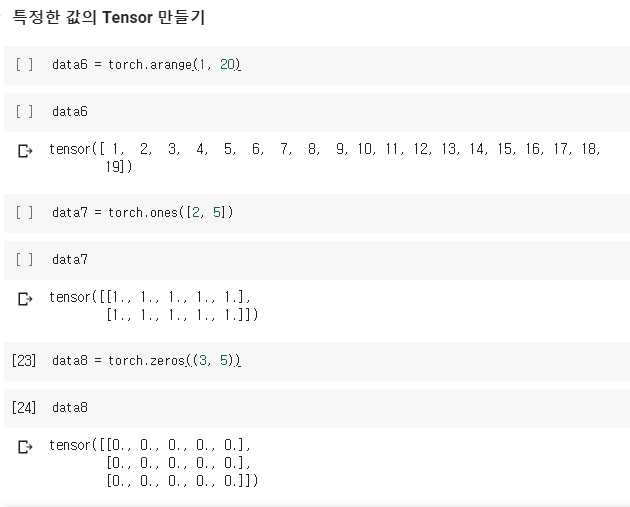 특정한 값의 Tensor 만들기
[ ] data6 = torch.arange(1, 20)
[ ] data6
tensor([ 1,  2,  3,  4,  5,  6,  7,  8,  9, 10, 11, 12, 13, 14, 15, 16, 17, 18,
        19])
[ ] data7 = torch.ones([2, 5])
[ ] data7
tensor([[1., 1., 1., 1., 1.],
        [1., 1., 1., 1., 1.]])
[23] data8 = torch.zeros((3, 5))
[24] data8
tensor([[0., 0., 0., 0., 0.],
        [0., 0., 0., 0., 0.],
        [0., 0., 0., 0., 0.]])